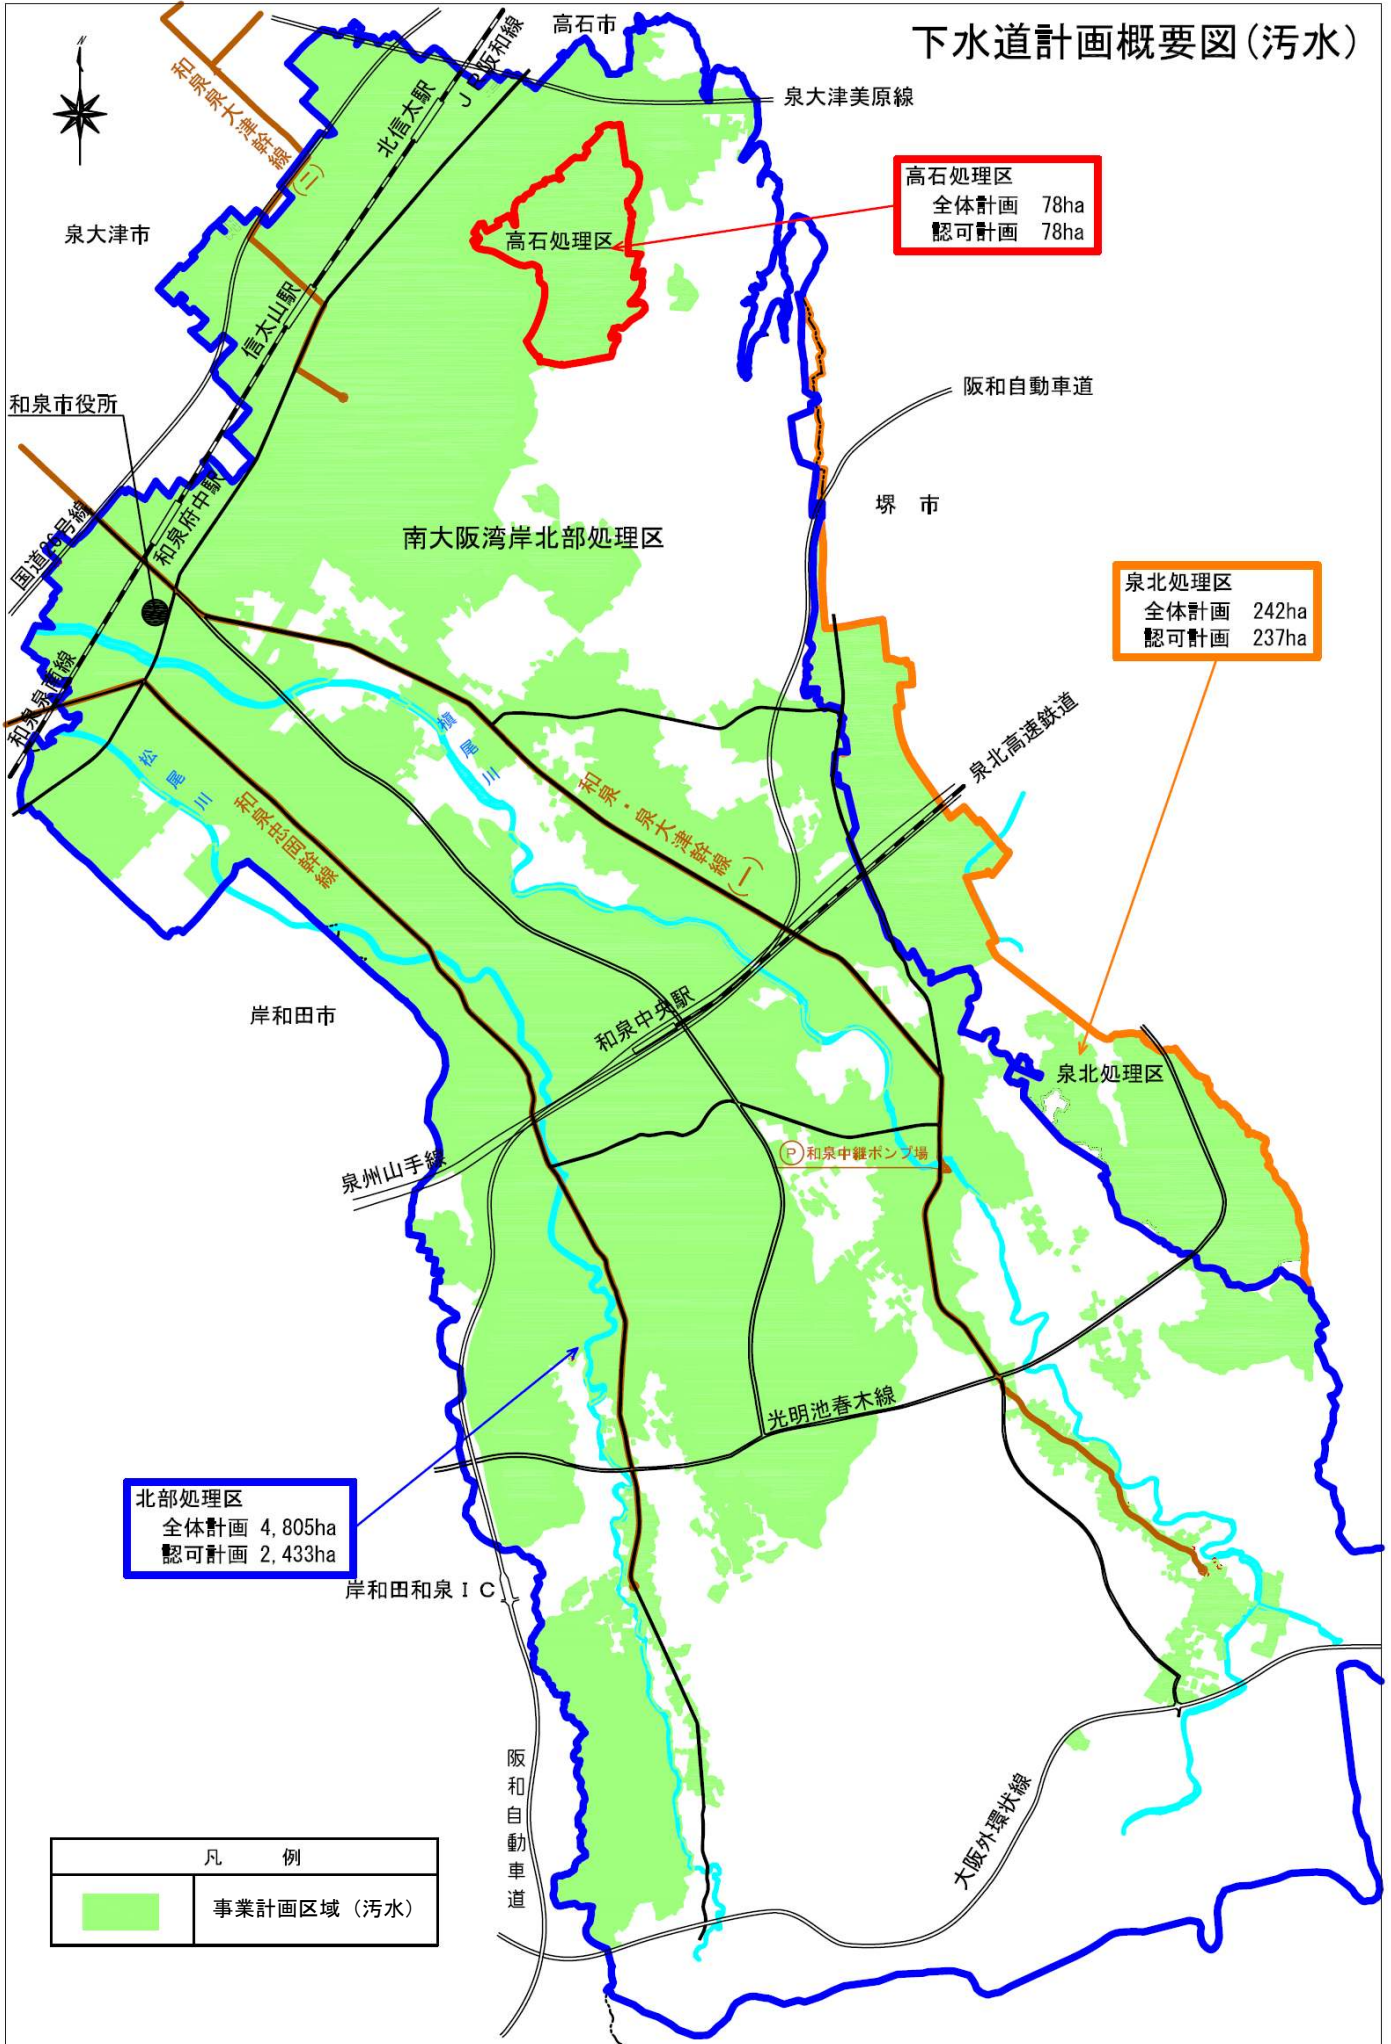 下水道計画概要図(汚水)
N
高石市
JR阪和線
北信太駅
泉大津美原線
和泉泉大津幹線(二)
高石処理区
全体計画 78ha
認可計画 78ha
泉大津市
高石処理区
信太山駅
阪和自動車道
和泉市役所
堺 市
和泉府中駅
国道26号線
南大阪湾岸北部処理区
泉北処理区
全体計画 242ha
認可計画 237ha
和泉泉南線
槇尾川
松尾川
泉北高速鉄道
和泉・泉大津幹線(一)
和泉忠岡幹線
岸和田市
和泉中央駅
泉北処理区
P 和泉中継ポンプ場
泉州山手線
光明池春木線
北部処理区
全体計画 4,805ha
認可計画 2,433ha
岸和田和泉IC
阪和自動車道
大阪外環状線
凡 例
事業計画区域(汚水)